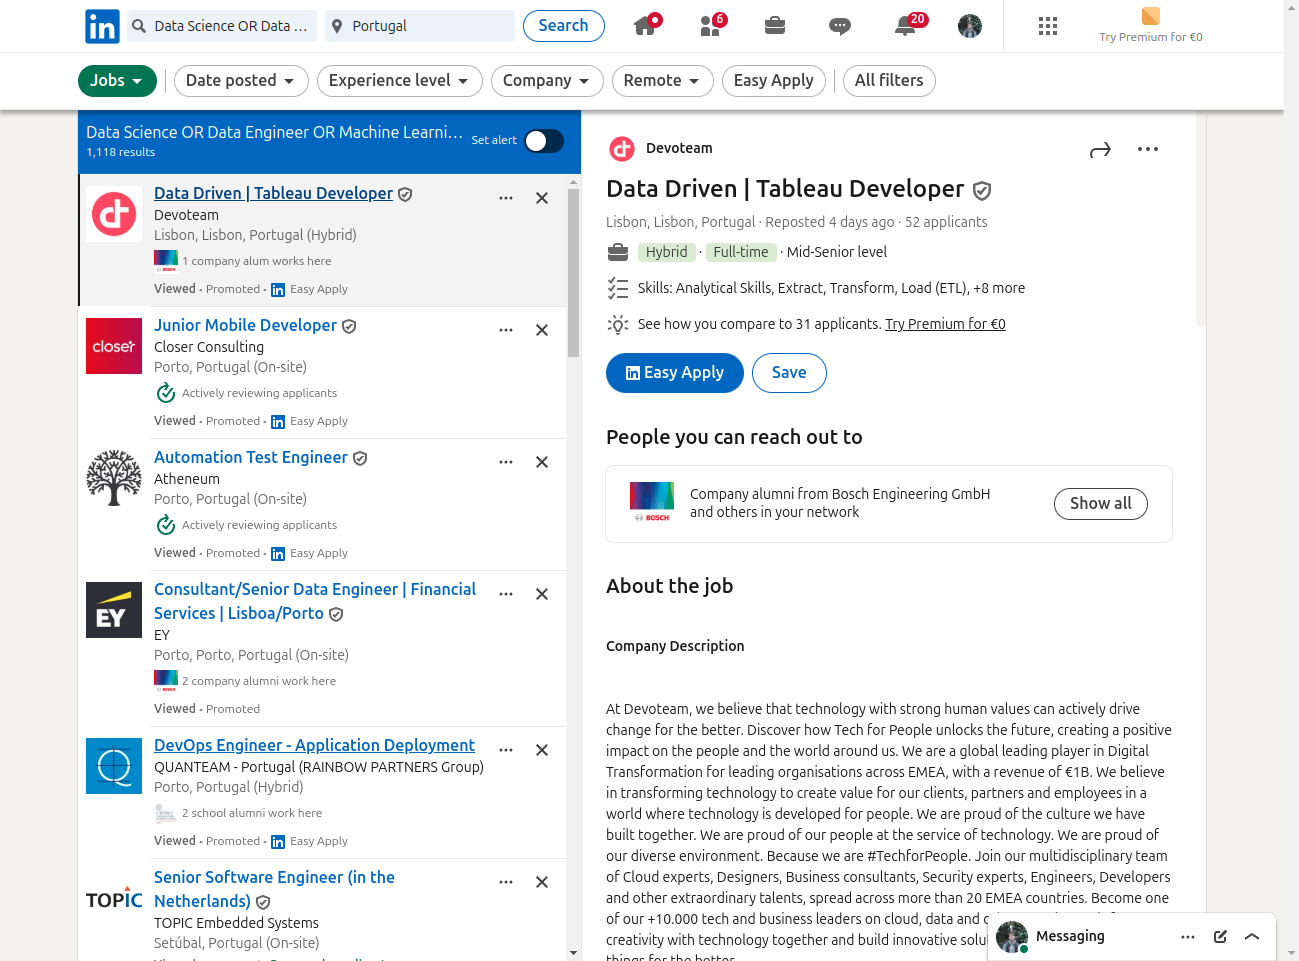 Data Science OR Data ...
Portugal
Search
6
20
Try Premium for €0
Jobs
Date posted
Experience level
Company
Remote
Easy Apply
All filters
Data Science OR Data Engineer OR Machine Learni...
1,118 results
Set alert
Data Driven | Tableau Developer
Devoteam
Lisbon, Lisbon, Portugal (Hybrid)
1 company alum works here
Viewed · Promoted · Easy Apply
closer
Junior Mobile Developer
Closer Consulting
Porto, Portugal (On-site)
Actively reviewing applicants
Viewed · Promoted · Easy Apply
Automation Test Engineer
Atheneum
Porto, Portugal (On-site)
Actively reviewing applicants
Viewed · Promoted · Easy Apply
EY
Consultant/Senior Data Engineer | Financial
Services | Lisboa/Porto
EY
Porto, Porto, Portugal (On-site)
2 company alumni work here
Viewed · Promoted
DevOps Engineer - Application Deployment
QUANTEAM - Portugal (RAINBOW PARTNERS Group)
Porto, Portugal (Hybrid)
2 school alumni work here
Viewed · Promoted · Easy Apply
TOPIC
Senior Software Engineer (in the
Netherlands)
TOPIC Embedded Systems
Setúbal, Portugal (On-site)
Devoteam
Data Driven | Tableau Developer
Lisbon, Lisbon, Portugal · Reposted 4 days ago · 52 applicants
Hybrid · Full-time · Mid-Senior level
Skills: Analytical Skills, Extract, Transform, Load (ETL), +8 more
See how you compare to 31 applicants. Try Premium for €0
Easy Apply
Save
People you can reach out to
BOSCH
Company alumni from Bosch Engineering GmbH
and others in your network
Show all
About the job
Company Description
At Devoteam, we believe that technology with strong human values can actively drive
change for the better. Discover how Tech for People unlocks the future, creating a positive
impact on the people and the world around us. We are a global leading player in Digital
Transformation for leading organisations across EMEA, with a revenue of €1B. We believe
in transforming technology to create value for our clients, partners and employees in a
world where technology is developed for people. We are proud of the culture we have
built together. We are proud of our people at the service of technology. We are proud of
our diverse environment. Because we are #TechforPeople. Join our multidisciplinary team
of Cloud experts, Designers, Business consultants, Security experts, Engineers, Developers
and other extraordinary talents, spread across more than 20 EMEA countries. Become one
of our +10.000 tech and business leaders on cloud, data and
creativity with technology together and build innovative
things for the better.
Messaging